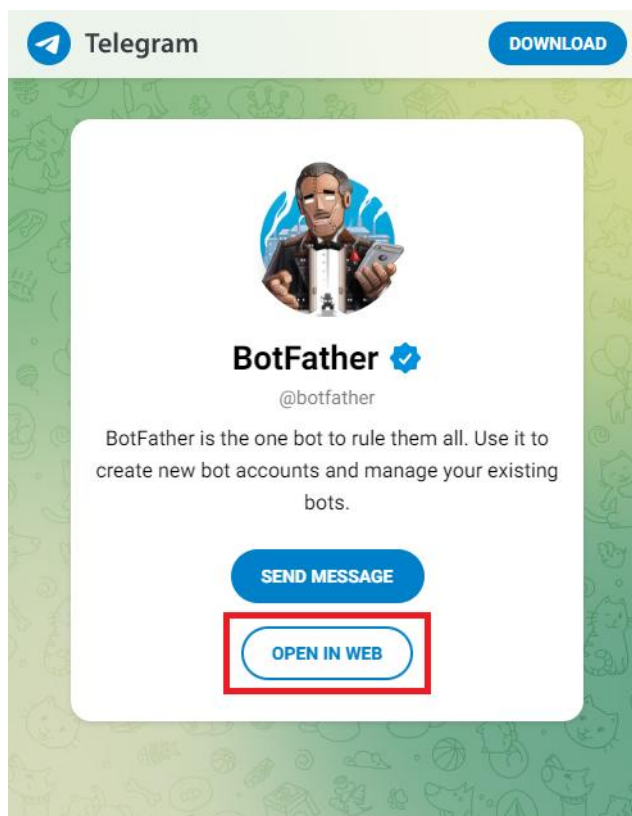 Telegram
DOWNLOAD
BotFather
@botfather
BotFather is the one bot to rule them all. Use it to
create new bot accounts and manage your existing
bots.
SEND MESSAGE
OPEN IN WEB